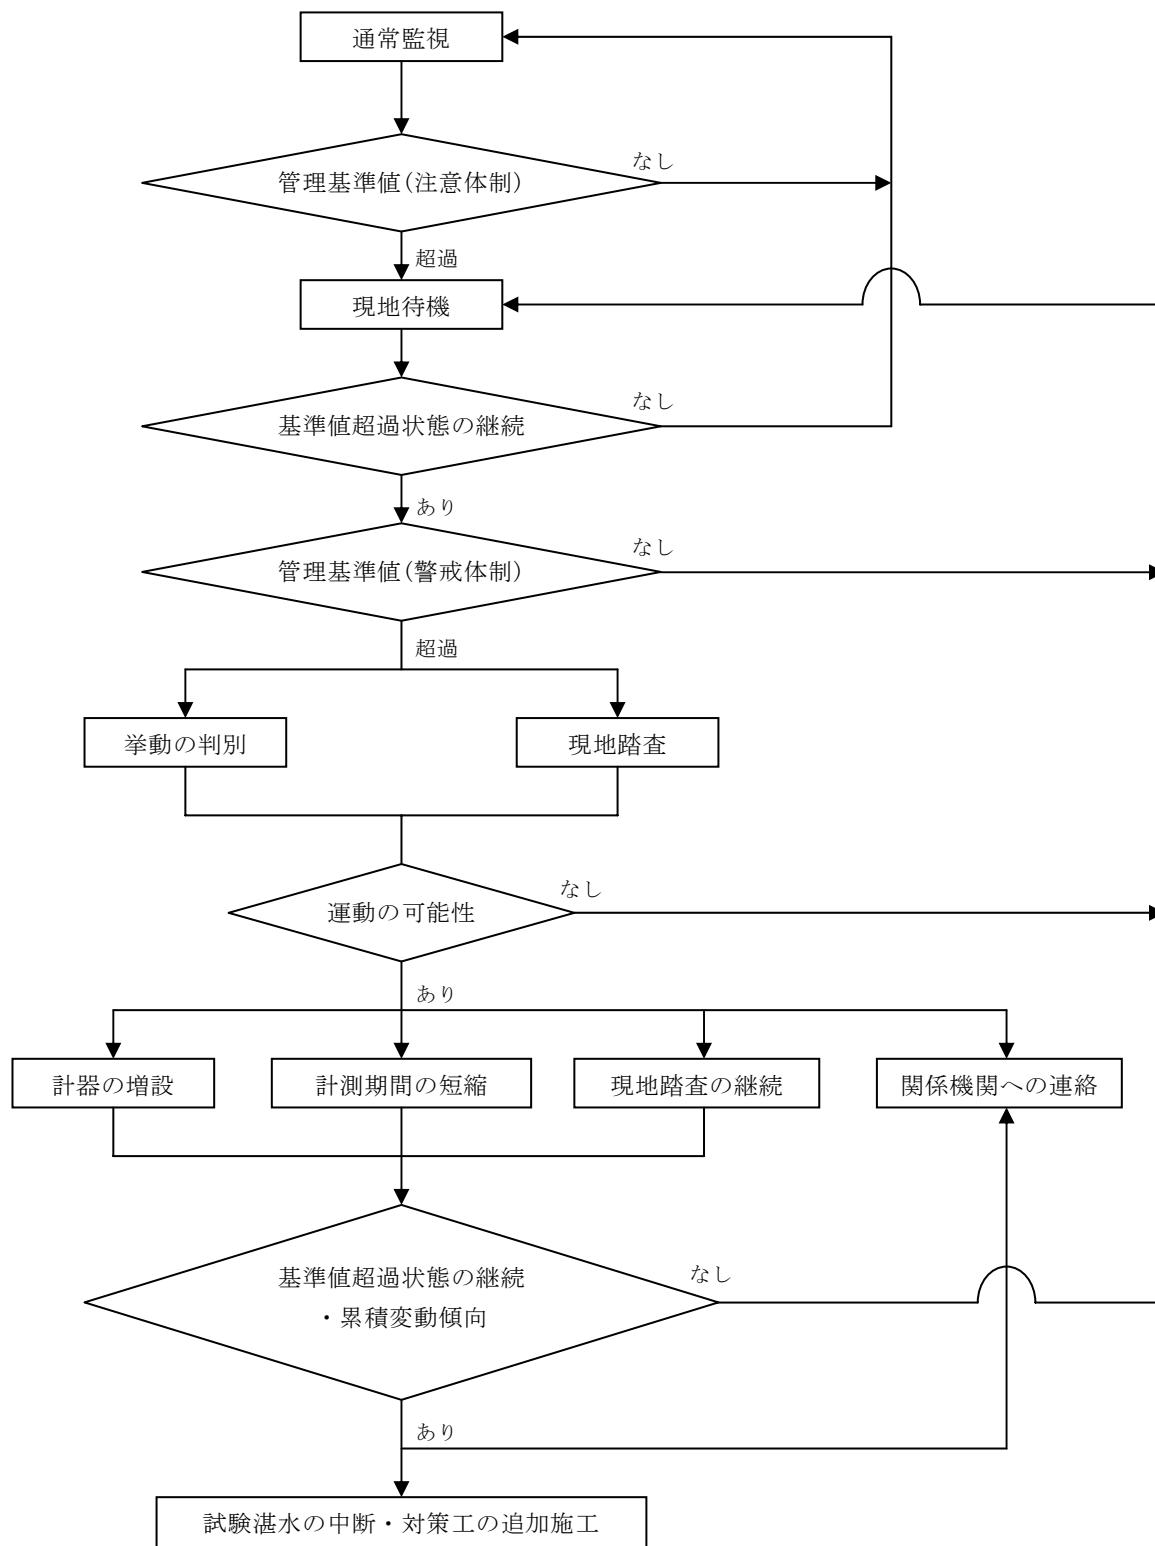 通常監視
なし
管理基準値(注意体制)
超過
現地待機
なし
基準値超過状態の継続
あり
なし
管理基準値(警戒体制)
超過
挙動の判別
現地踏査
なし
運動の可能性
あり
計器の増設
計測期間の短縮
現地踏査の継続
関係機関への連絡
なし
基準値超過状態の継続
・累積変動傾向
あり
試験湛水の中断・対策工の追加施工